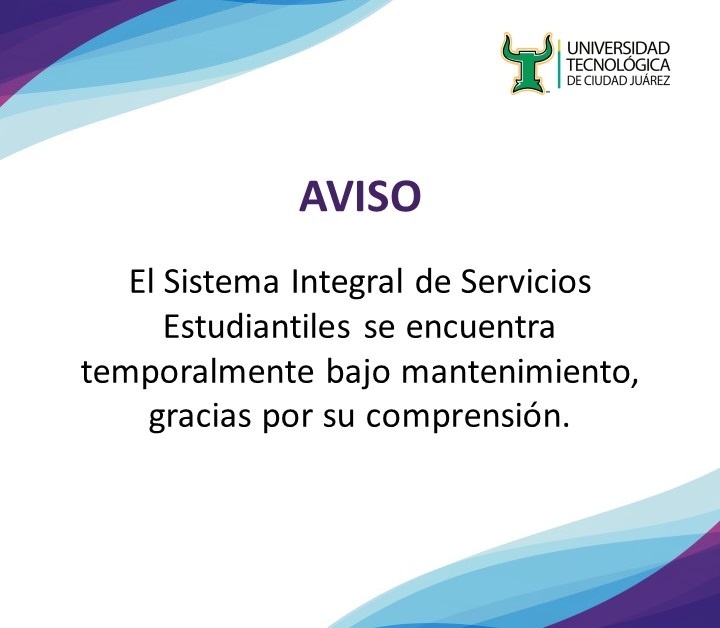 UNIVERSIDAD
TECNOLÓGICA
DE CIUDAD JUÁREZ
AVISO
El Sistema Integral de Servicios
Estudiantiles se encuentra
temporalmente bajo mantenimiento,
gracias por su comprensión.